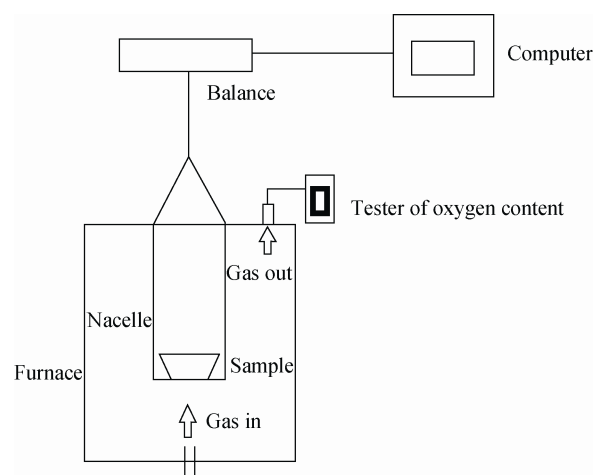 Computer
Balance
Tester of oxygen content
Gas out
Nacelle
Sample
Furnace
Gas in